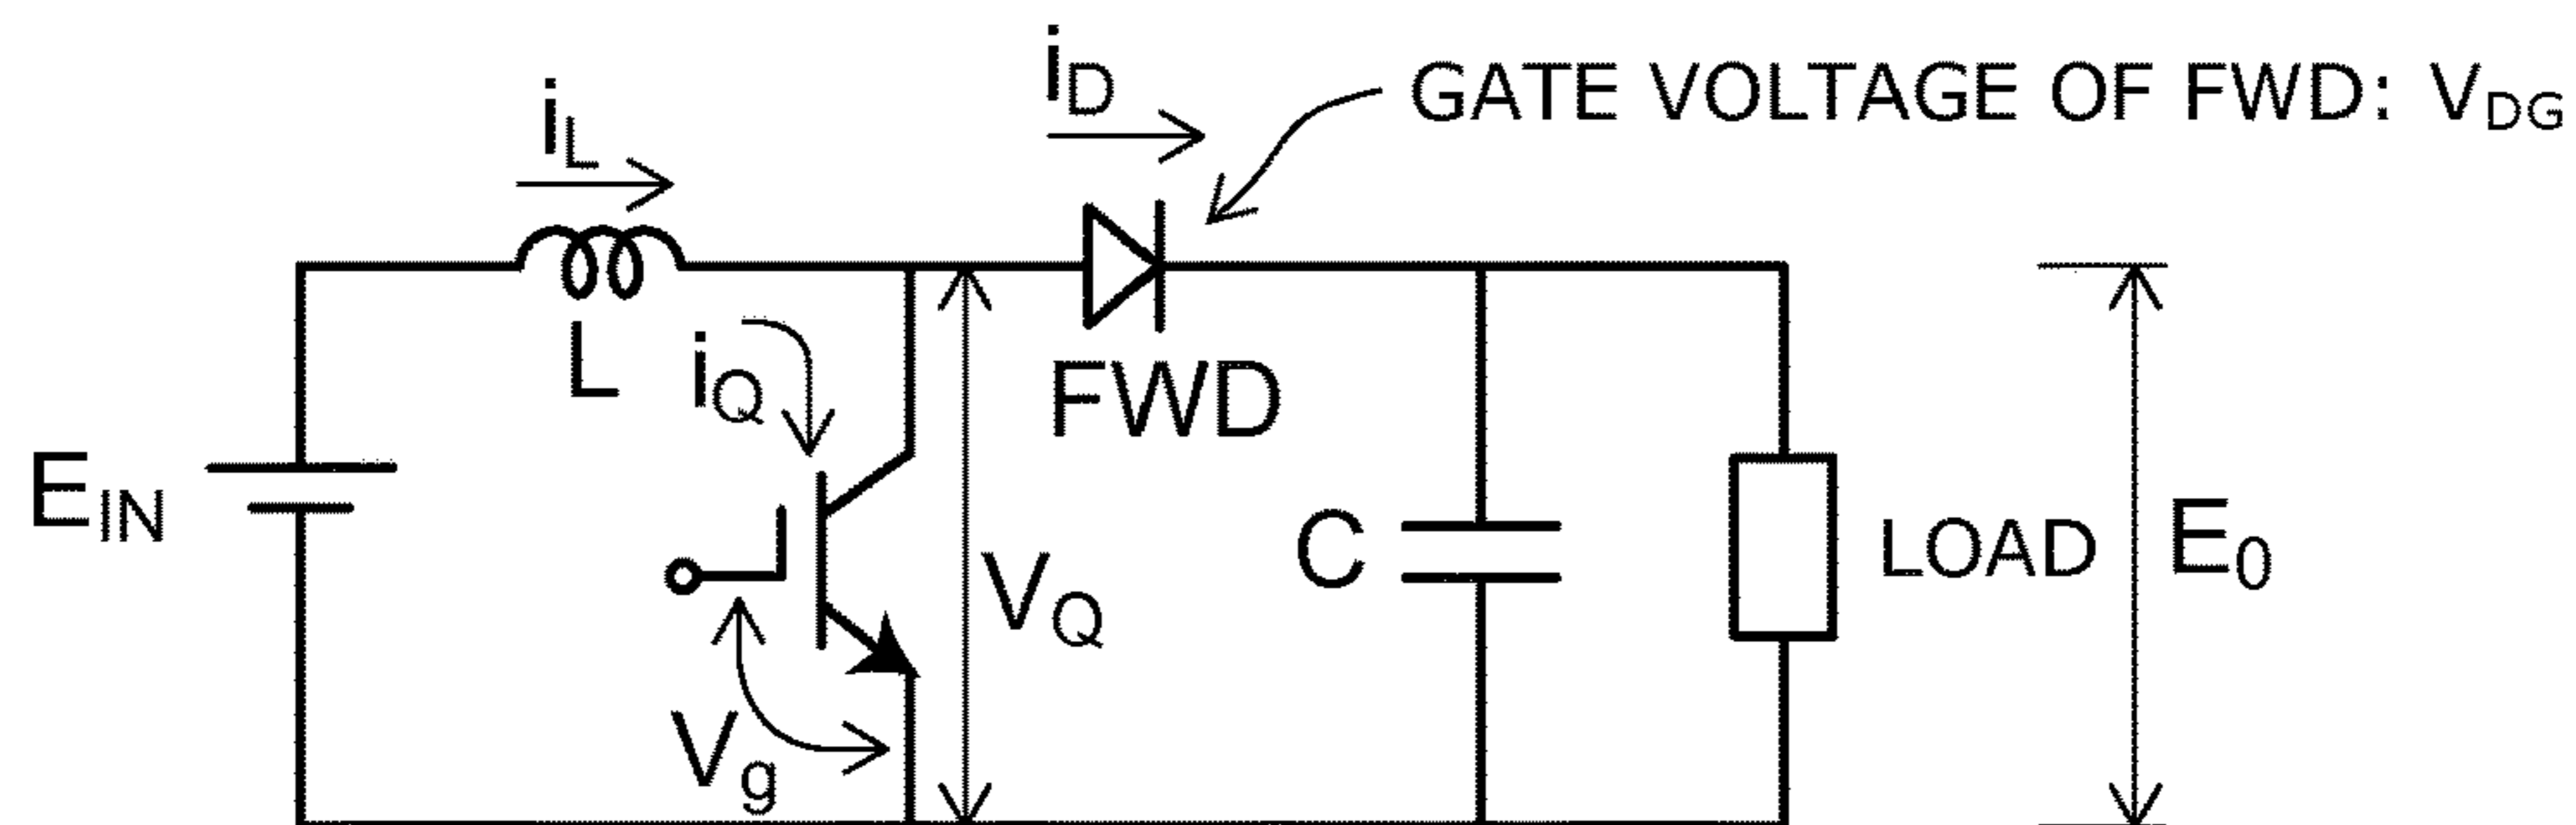 iD
GATE VOLTAGE OF FWD: VDG
iL
L
iQ
FWD
EIN
VQ
C
LOAD
E0
Vg